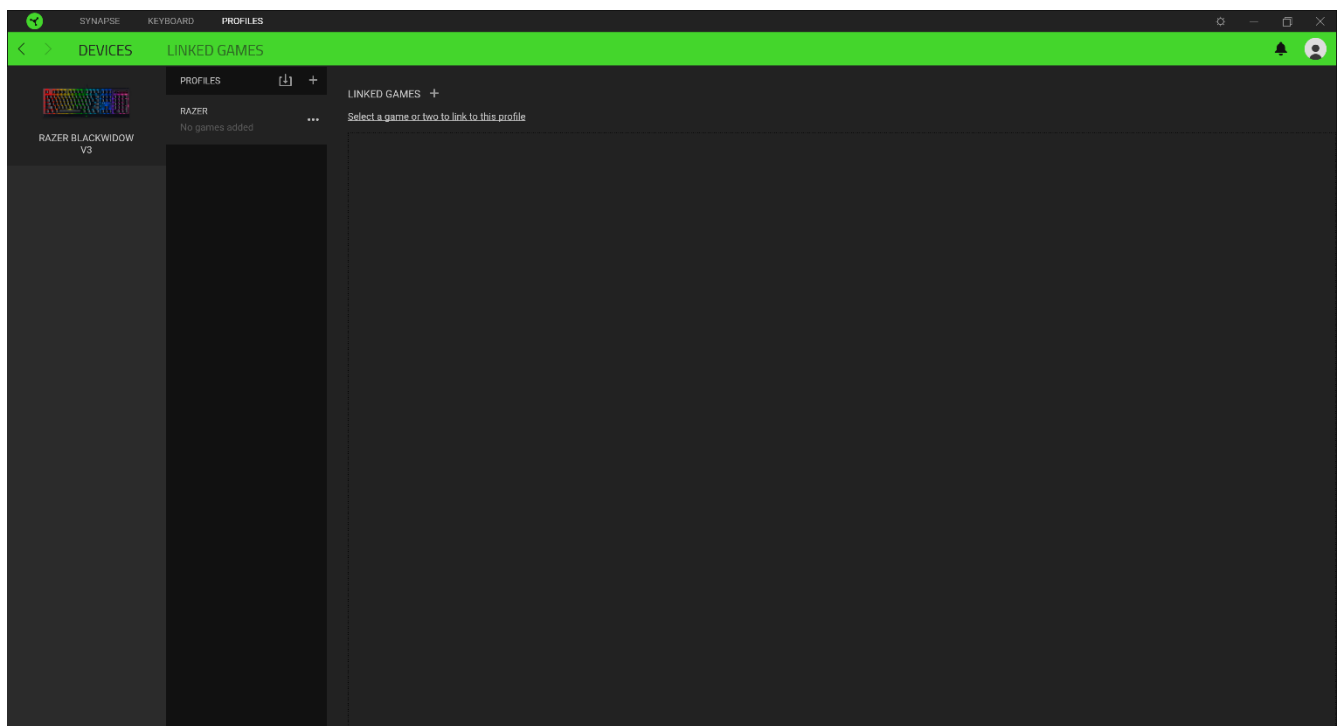 SYNAPSE KEYBOARD PROFILES
DEVICES LINKED GAMES
RAZER BLACKWIDOW
V3
PROFILES
RAZER
No games added
LINKED GAMES
Select a game or two to link to this profile